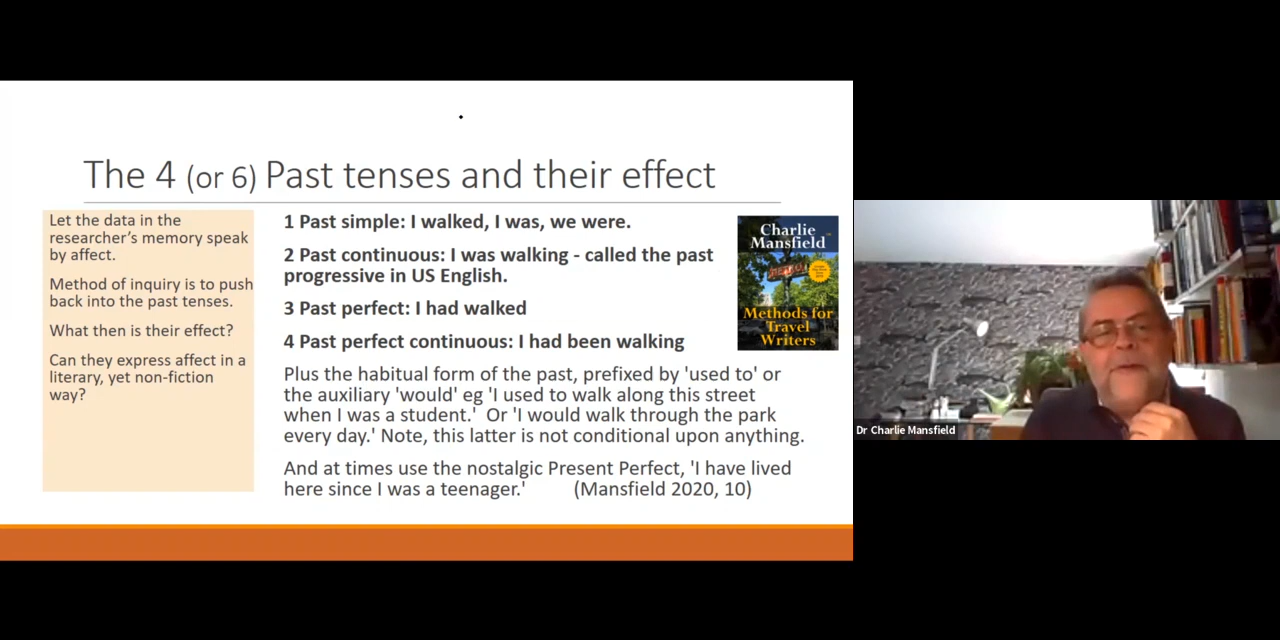 The 4 (or 6) Past tenses and their effect
Let the data in the
researcher's memory speak
by affect.
Method of inquiry is to push
back into the past tenses.
What then is their effect?
Can they express affect in a
literary, yet non-fiction
way?
1 Past simple: I walked, I was, we were.
2 Past continuous: I was walking - called the past
progressive in US English.
3 Past perfect: I had walked
4 Past perfect continuous: I had been walking
Plus the habitual form of the past, prefixed by 'used to' or
the auxiliary 'would' eg 'I used to walk along this street
when I was a student.' Or 'I would walk through the park
every day.' Note, this latter is not conditional upon anything.
And at times use the nostalgic Present Perfect, 'I have lived
here since I was a teenager.' (Mansfield 2020, 10)
Charlie
Mansfield
Methods for
Travel
Writers
Dr Charlie Mansfield